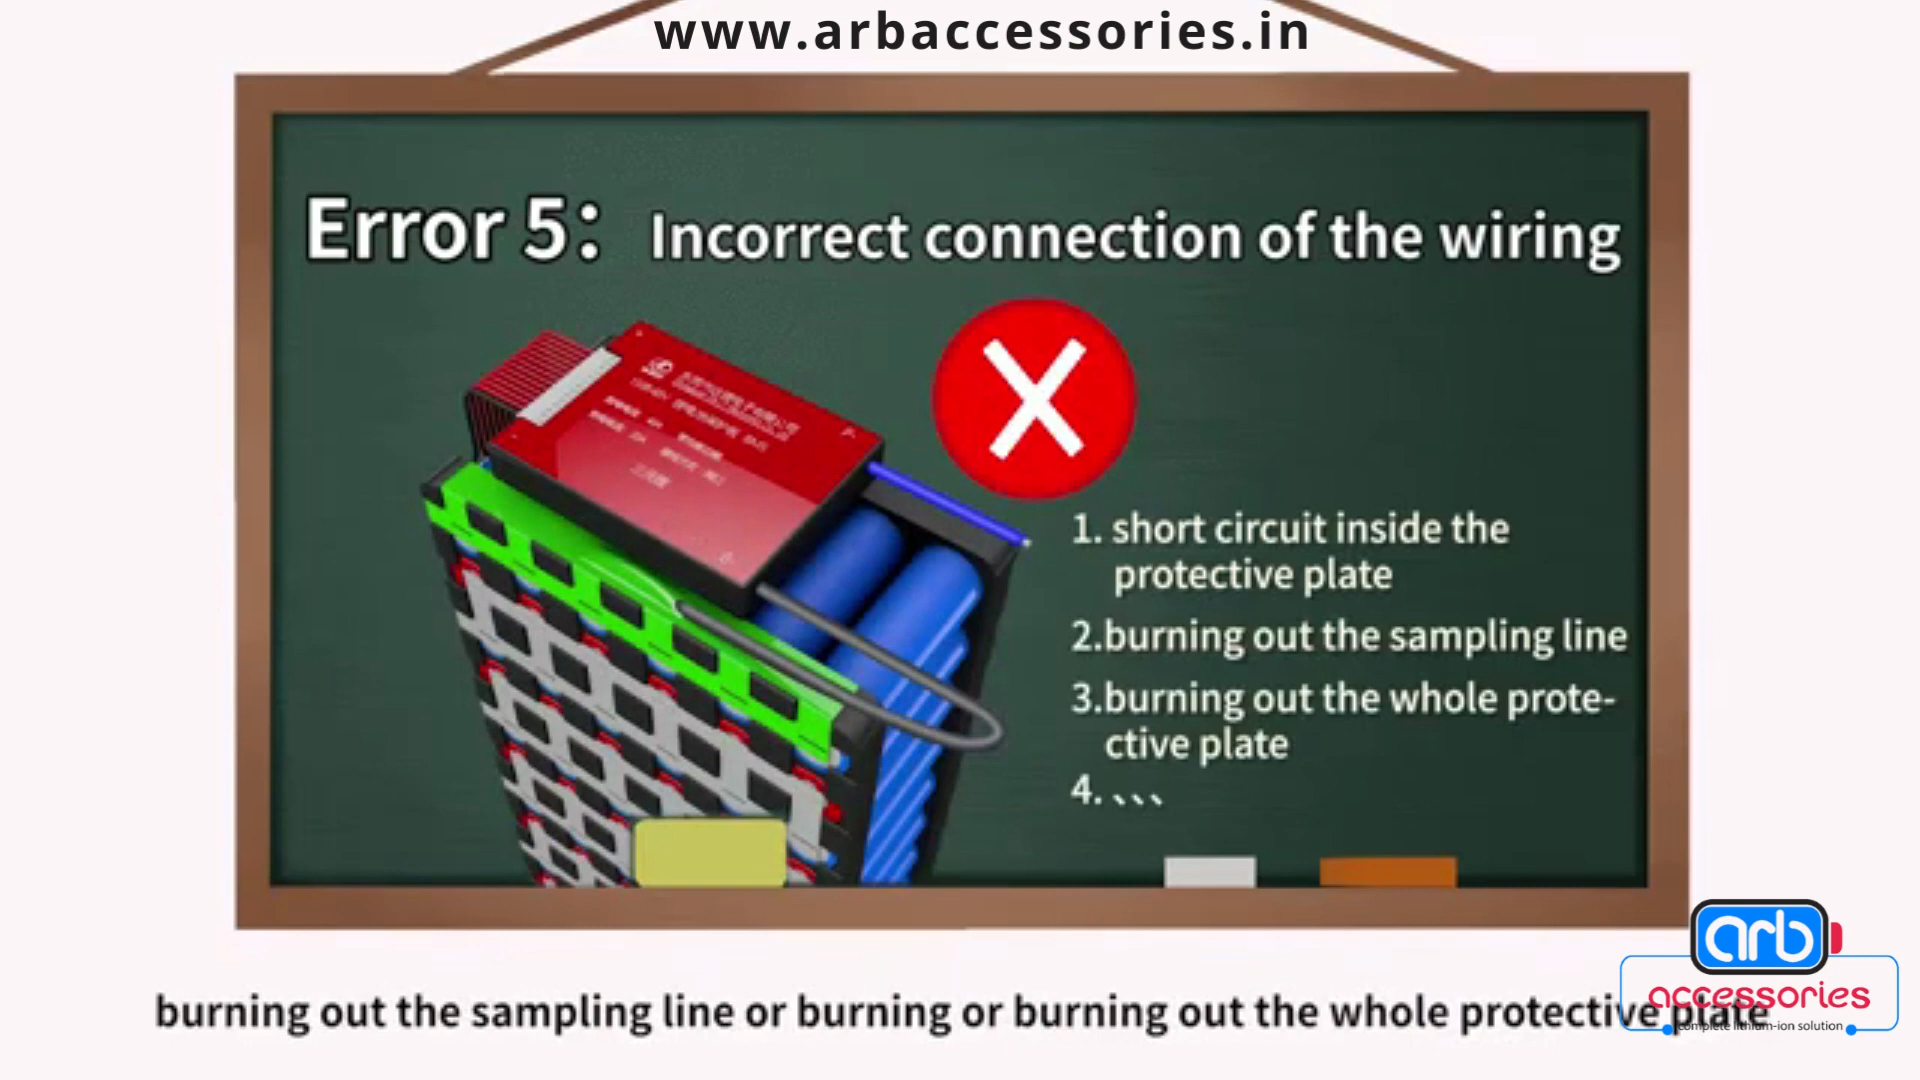 www.arbaccessories.in
Error 5: Incorrect connection of the wiring
P-
B-
1. short circuit inside the
protective plate
2.burning out the sampling line
3.burning out the whole prote-
ctive plate
4. 、、、
arb
accessories
complete lithium-ion solution
burning out the sampling line or burning or burning out the whole protective plate